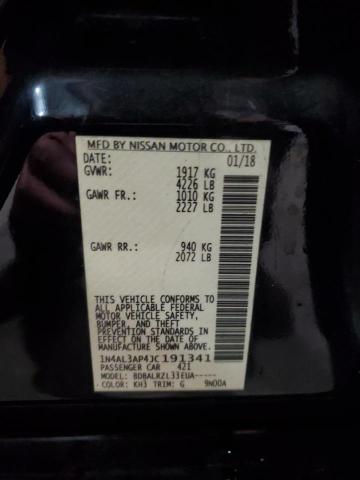 MFD BY NISSAN MOTOR CO., LTD.
DATE: 01/18
GVWR: 1917 KG
4226 LB
GAWR FR.: 1010 KG
2227 LB
GAWR RR.: 940 KG
2072 LB
THIS VEHICLE CONFORMS
TO ALL APPLICABLE FEDERAL
MOTOR VEHICLE SAFETY,
BUMPER, AND THEFT
PREVENTION STANDARDS
IN EFFECT ON THE DATE OF
MANUFACTURE SHOWN ABOVE.
1N4AL3AP4JC191341
PASSENGER CAR 421
MODEL: BDBALRZL33EUA-----
COLOR: KH3 TRIM: G 9N00A